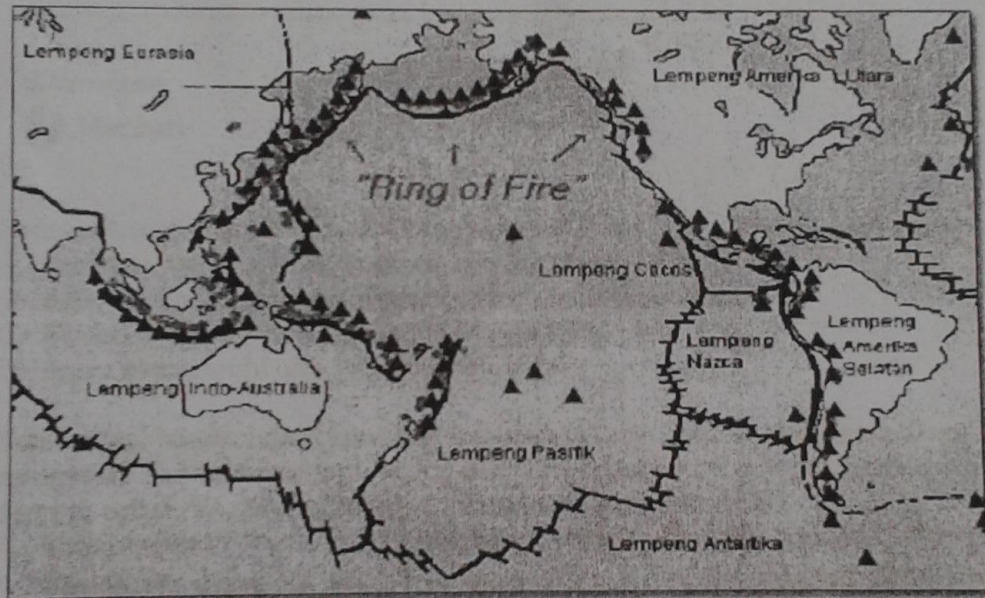 Lempeng Eurasia
Lempeng Amerika Utara
"Ring of Fire"
Lempeng Cocos
Lempeng
Nazca
Lempeng
Amerika
Selatan
Lempeng Indo-Australia
Lempeng Pasifik
Lempeng Antartika